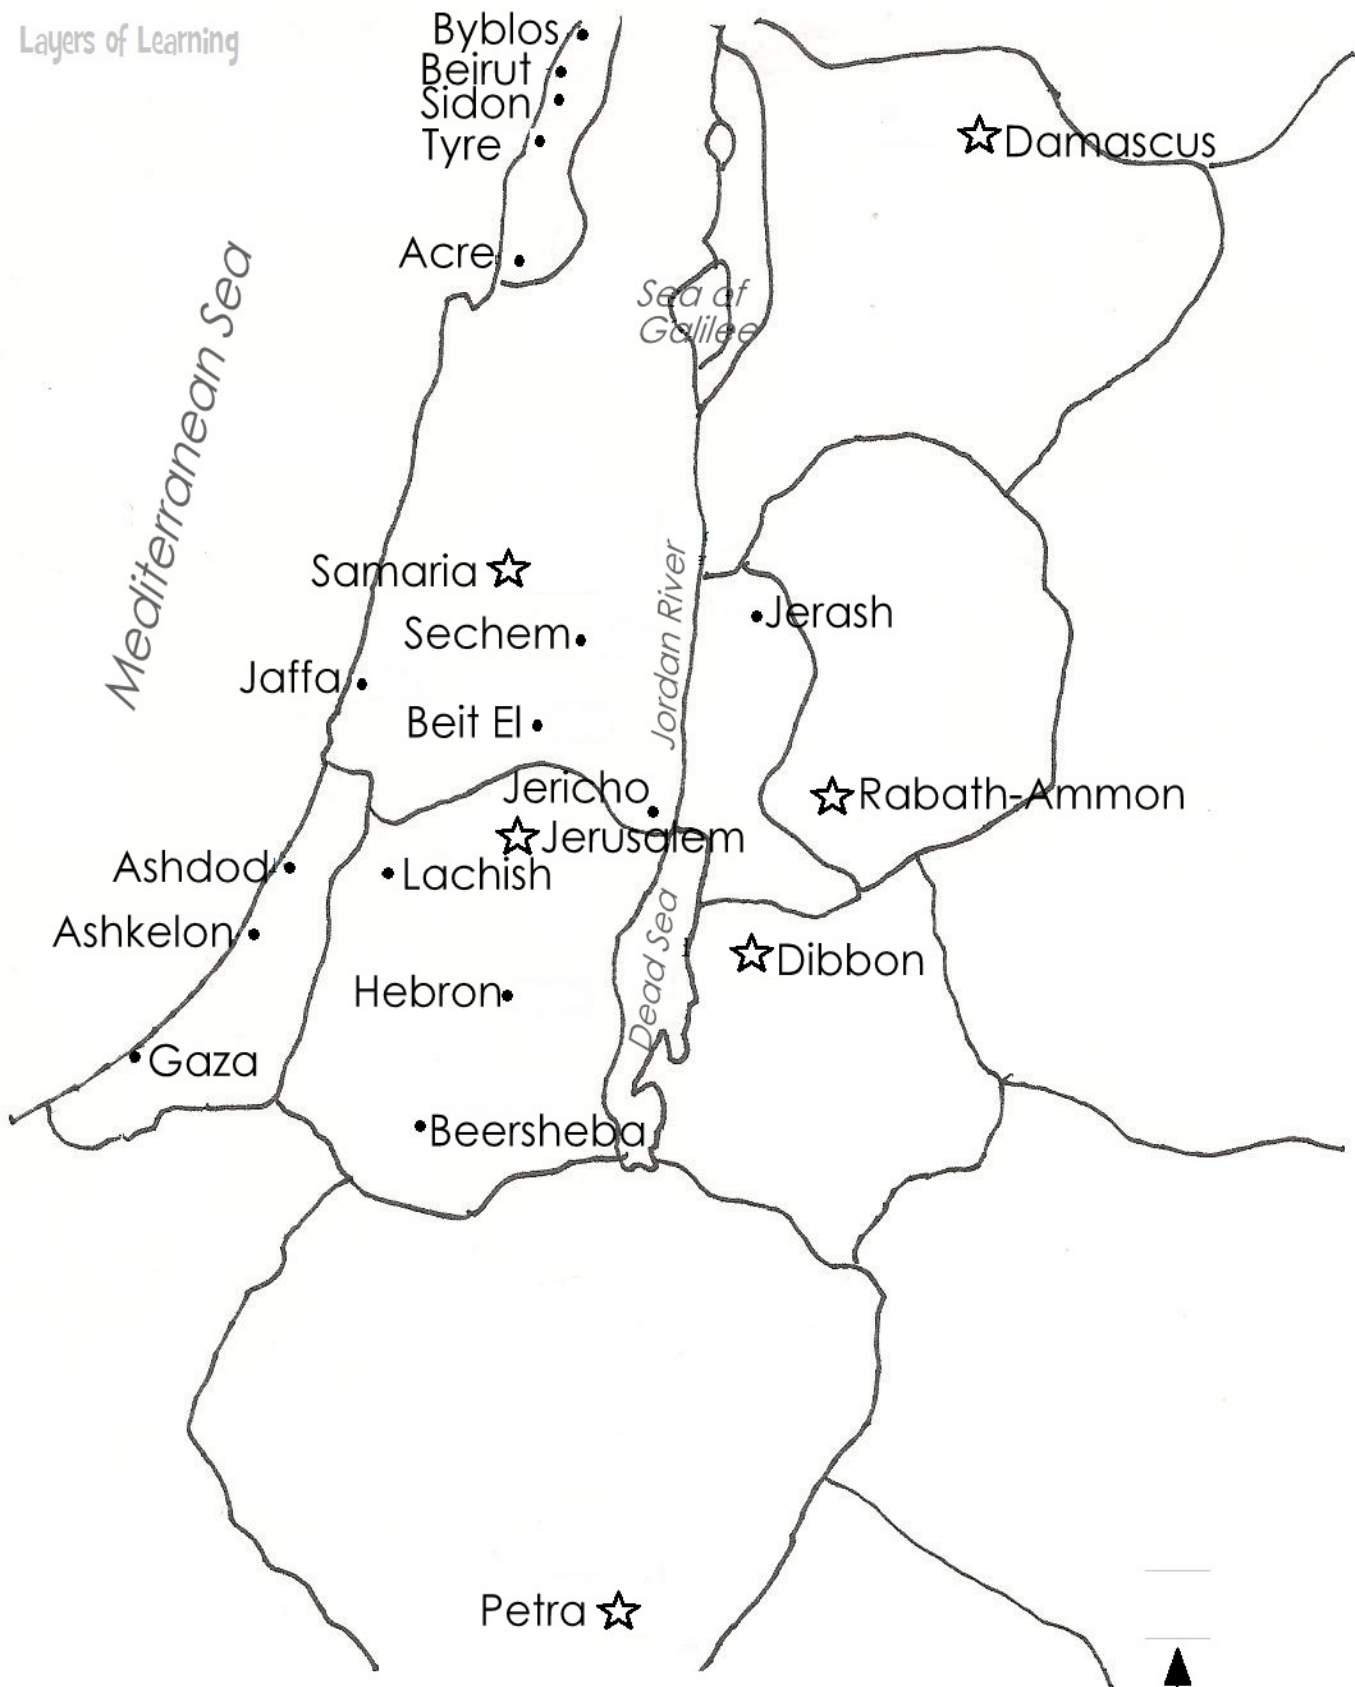 Layers of Learning
Byblos
Beirut
Sidon
Tyre
Damascus
Acre
Mediterranean Sea
Sea of
Galilee
Samaria
Jordan River
Jerash
Sechem
Jaffa
Beit El
Jericho
Rabath-Ammon
Jerusalem
Ashdod
Lachish
Ashkelon
Dead Sea
Dibbon
Hebron
Gaza
Beersheba
Petra